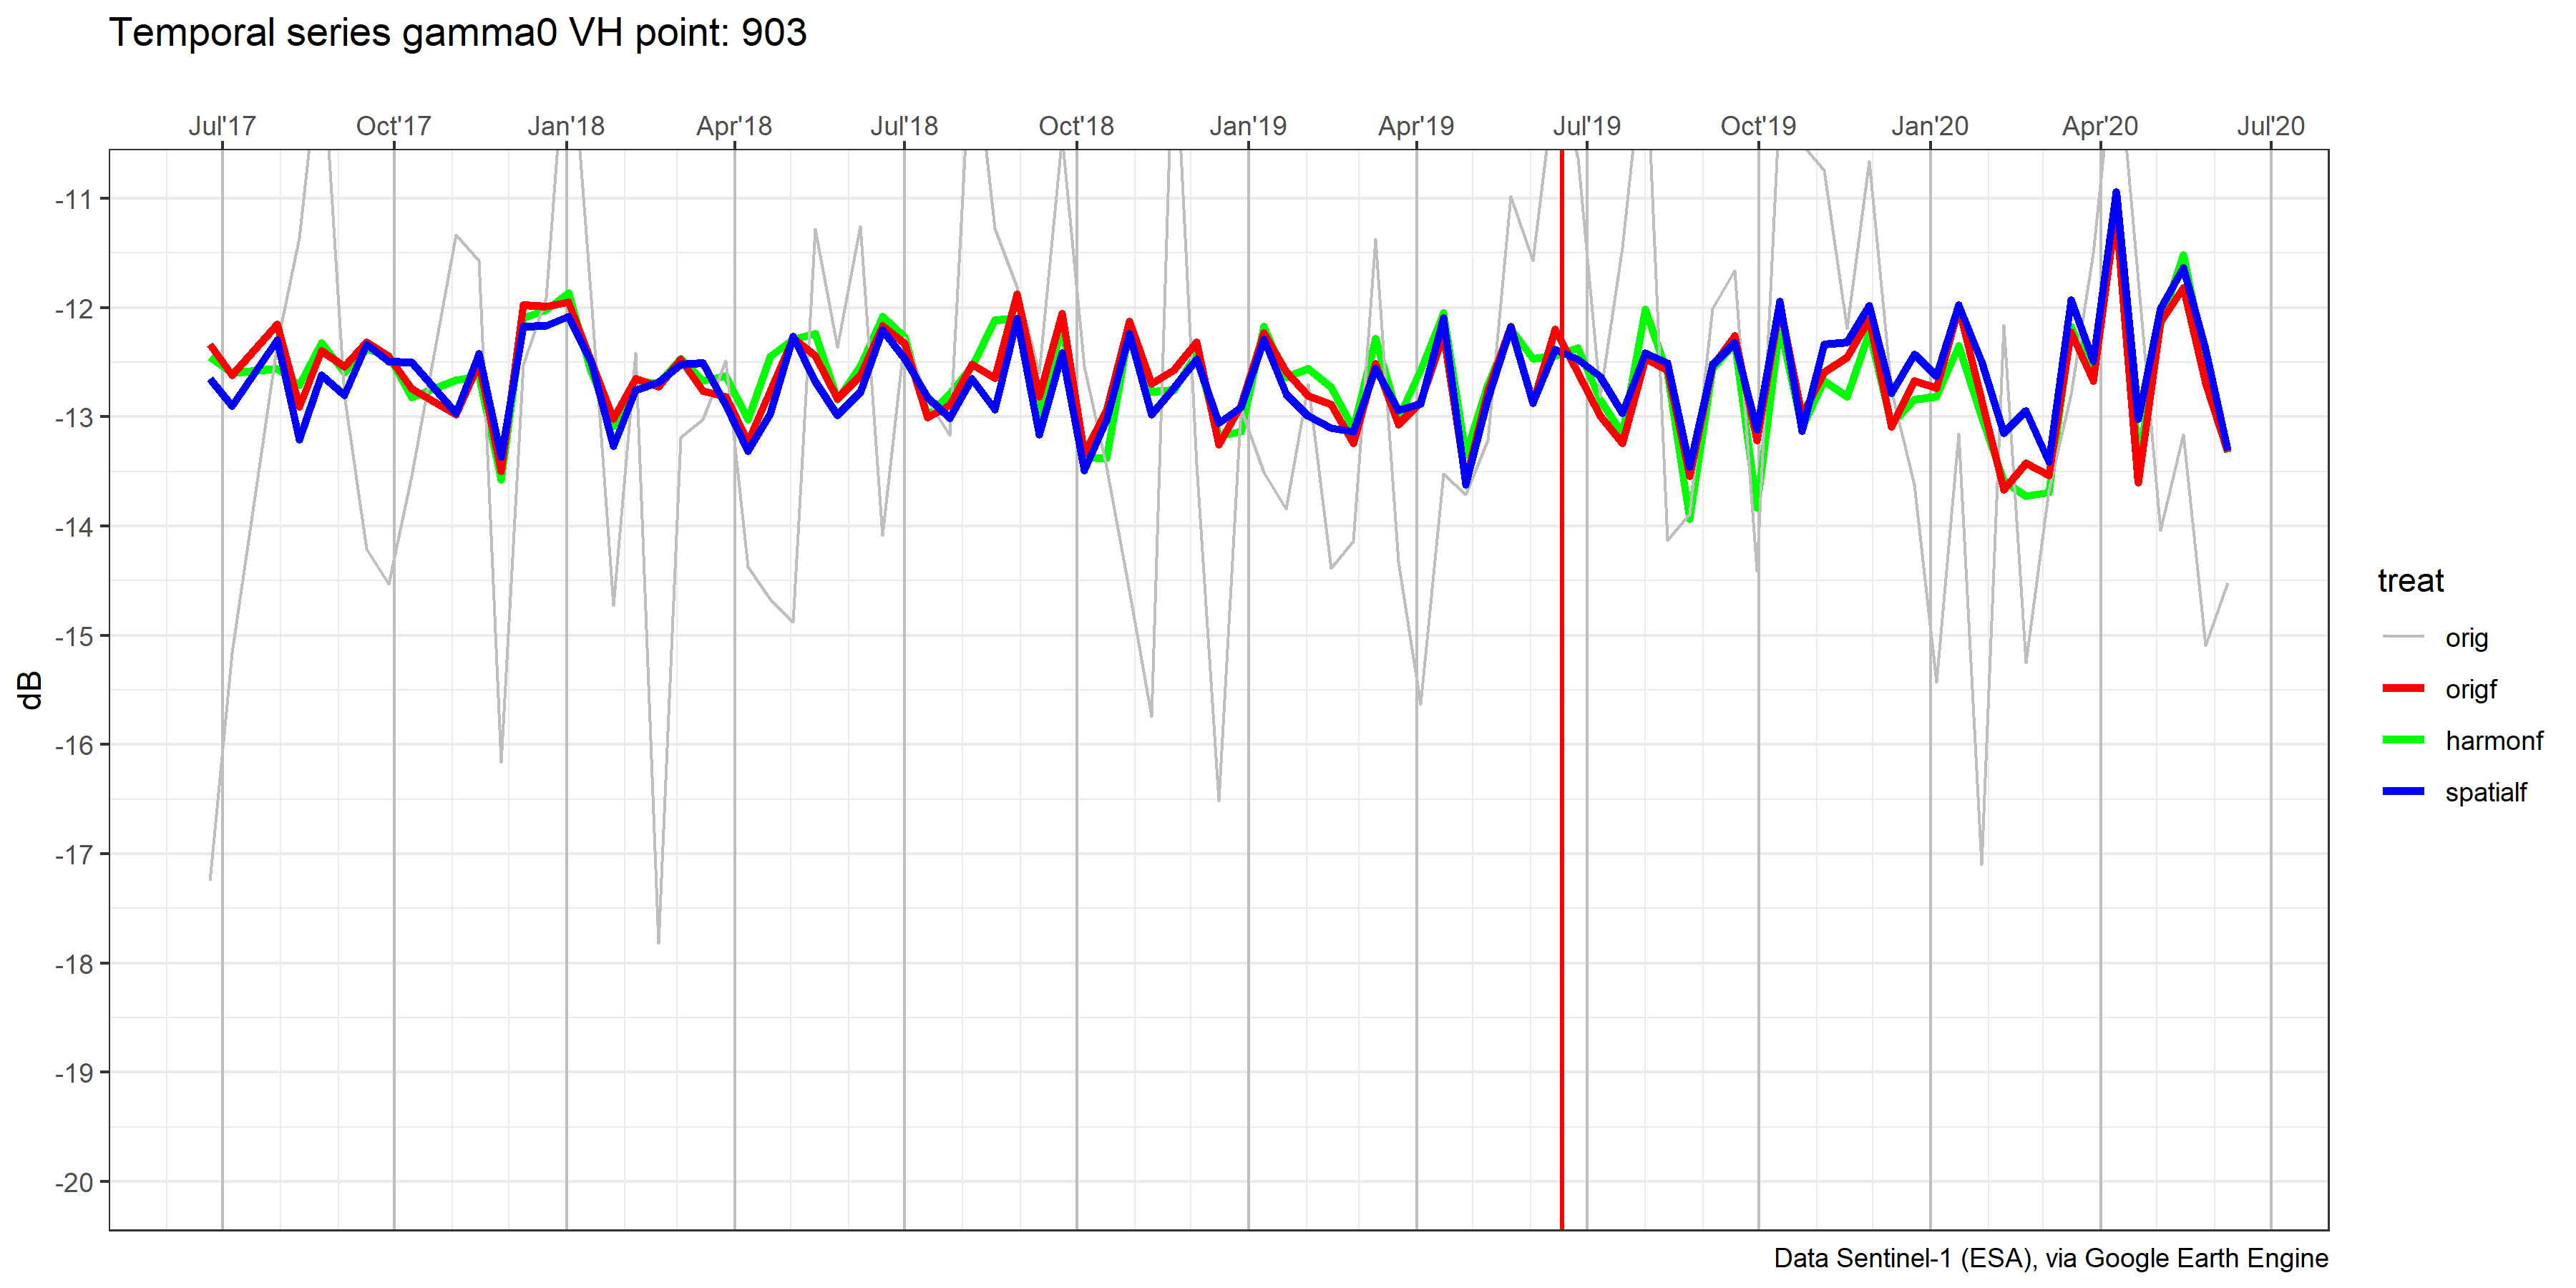 Temporal series gamma0 VH point: 903
Jul'17 Oct'17 Jan'18 Apr'18 Jul'18 Oct'18 Jan'19 Apr'19 Jul'19 Oct'19 Jan'20 Apr'20 Jul'20
-11
-12
-13
-14
-15
-16
-17
-18
-19
-20
dB
treat
orig
origf
harmonf
spatialf
Data Sentinel-1 (ESA), via Google Earth Engine